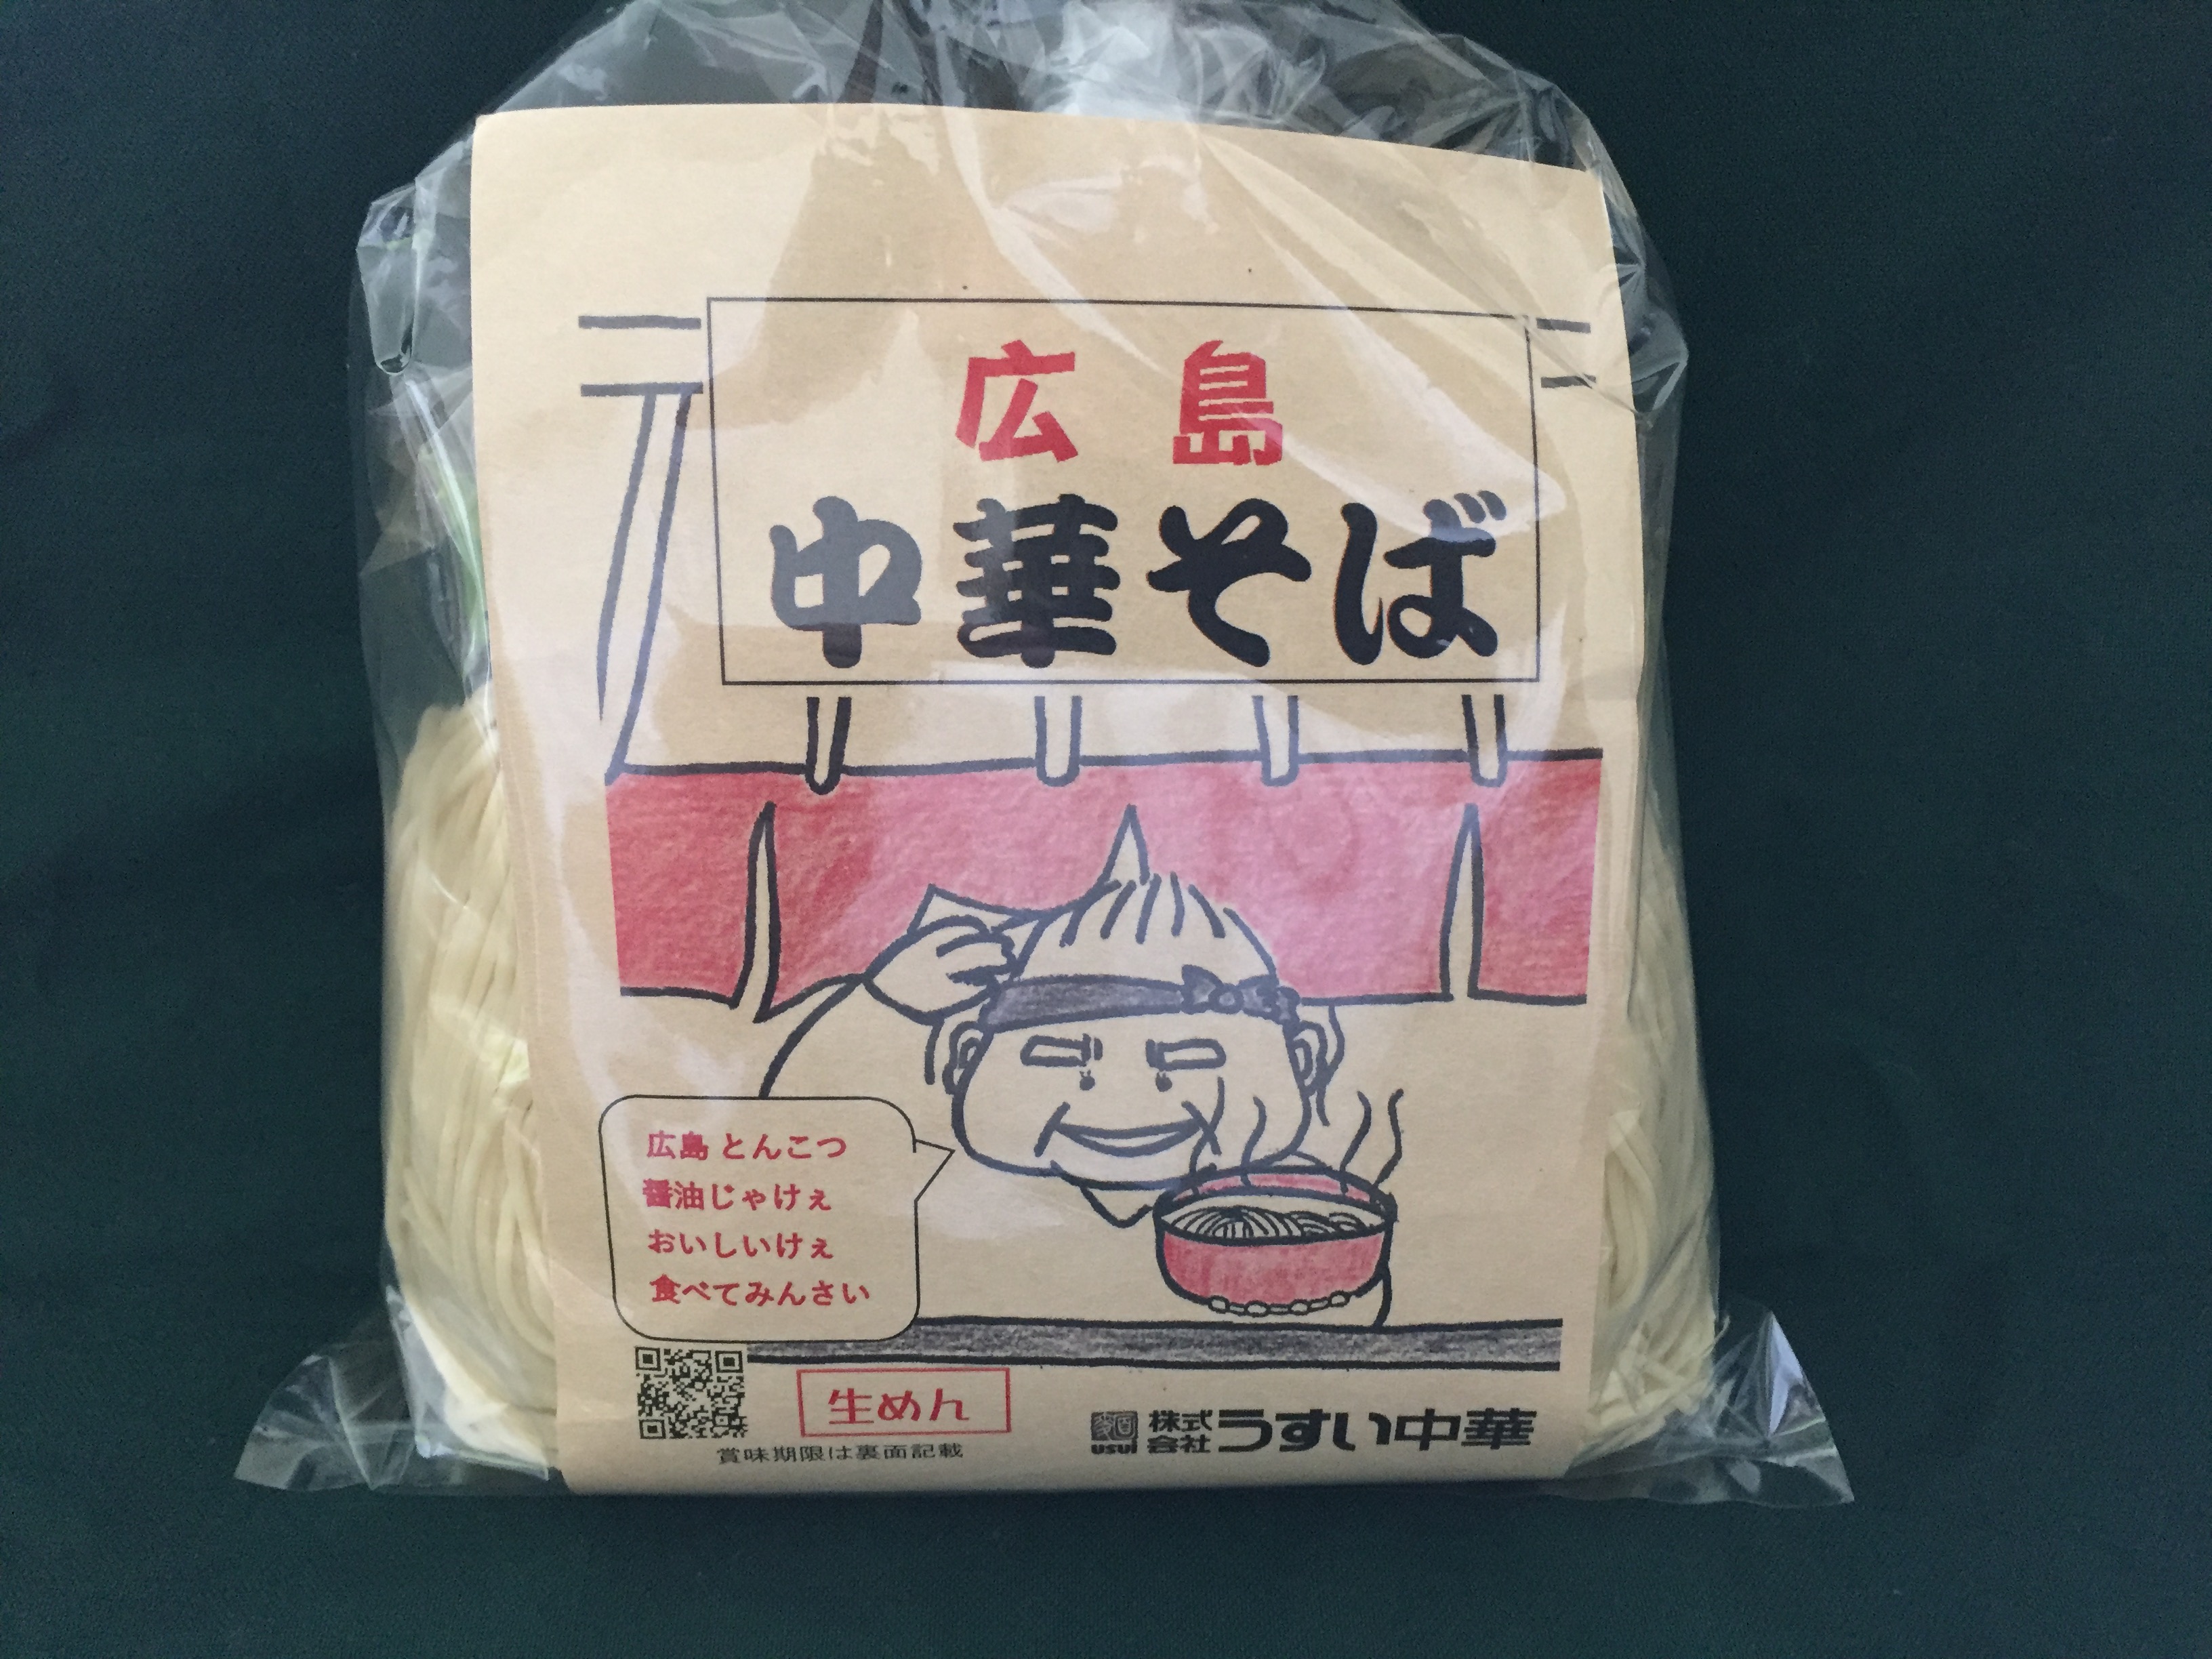 広島
中華そば
広島 とんこつ
醤油じゃけぇ
おいしいけぇ
食べてみんさい
生めん
賞味期限は裏面記載
usui
株式会社うすい中華